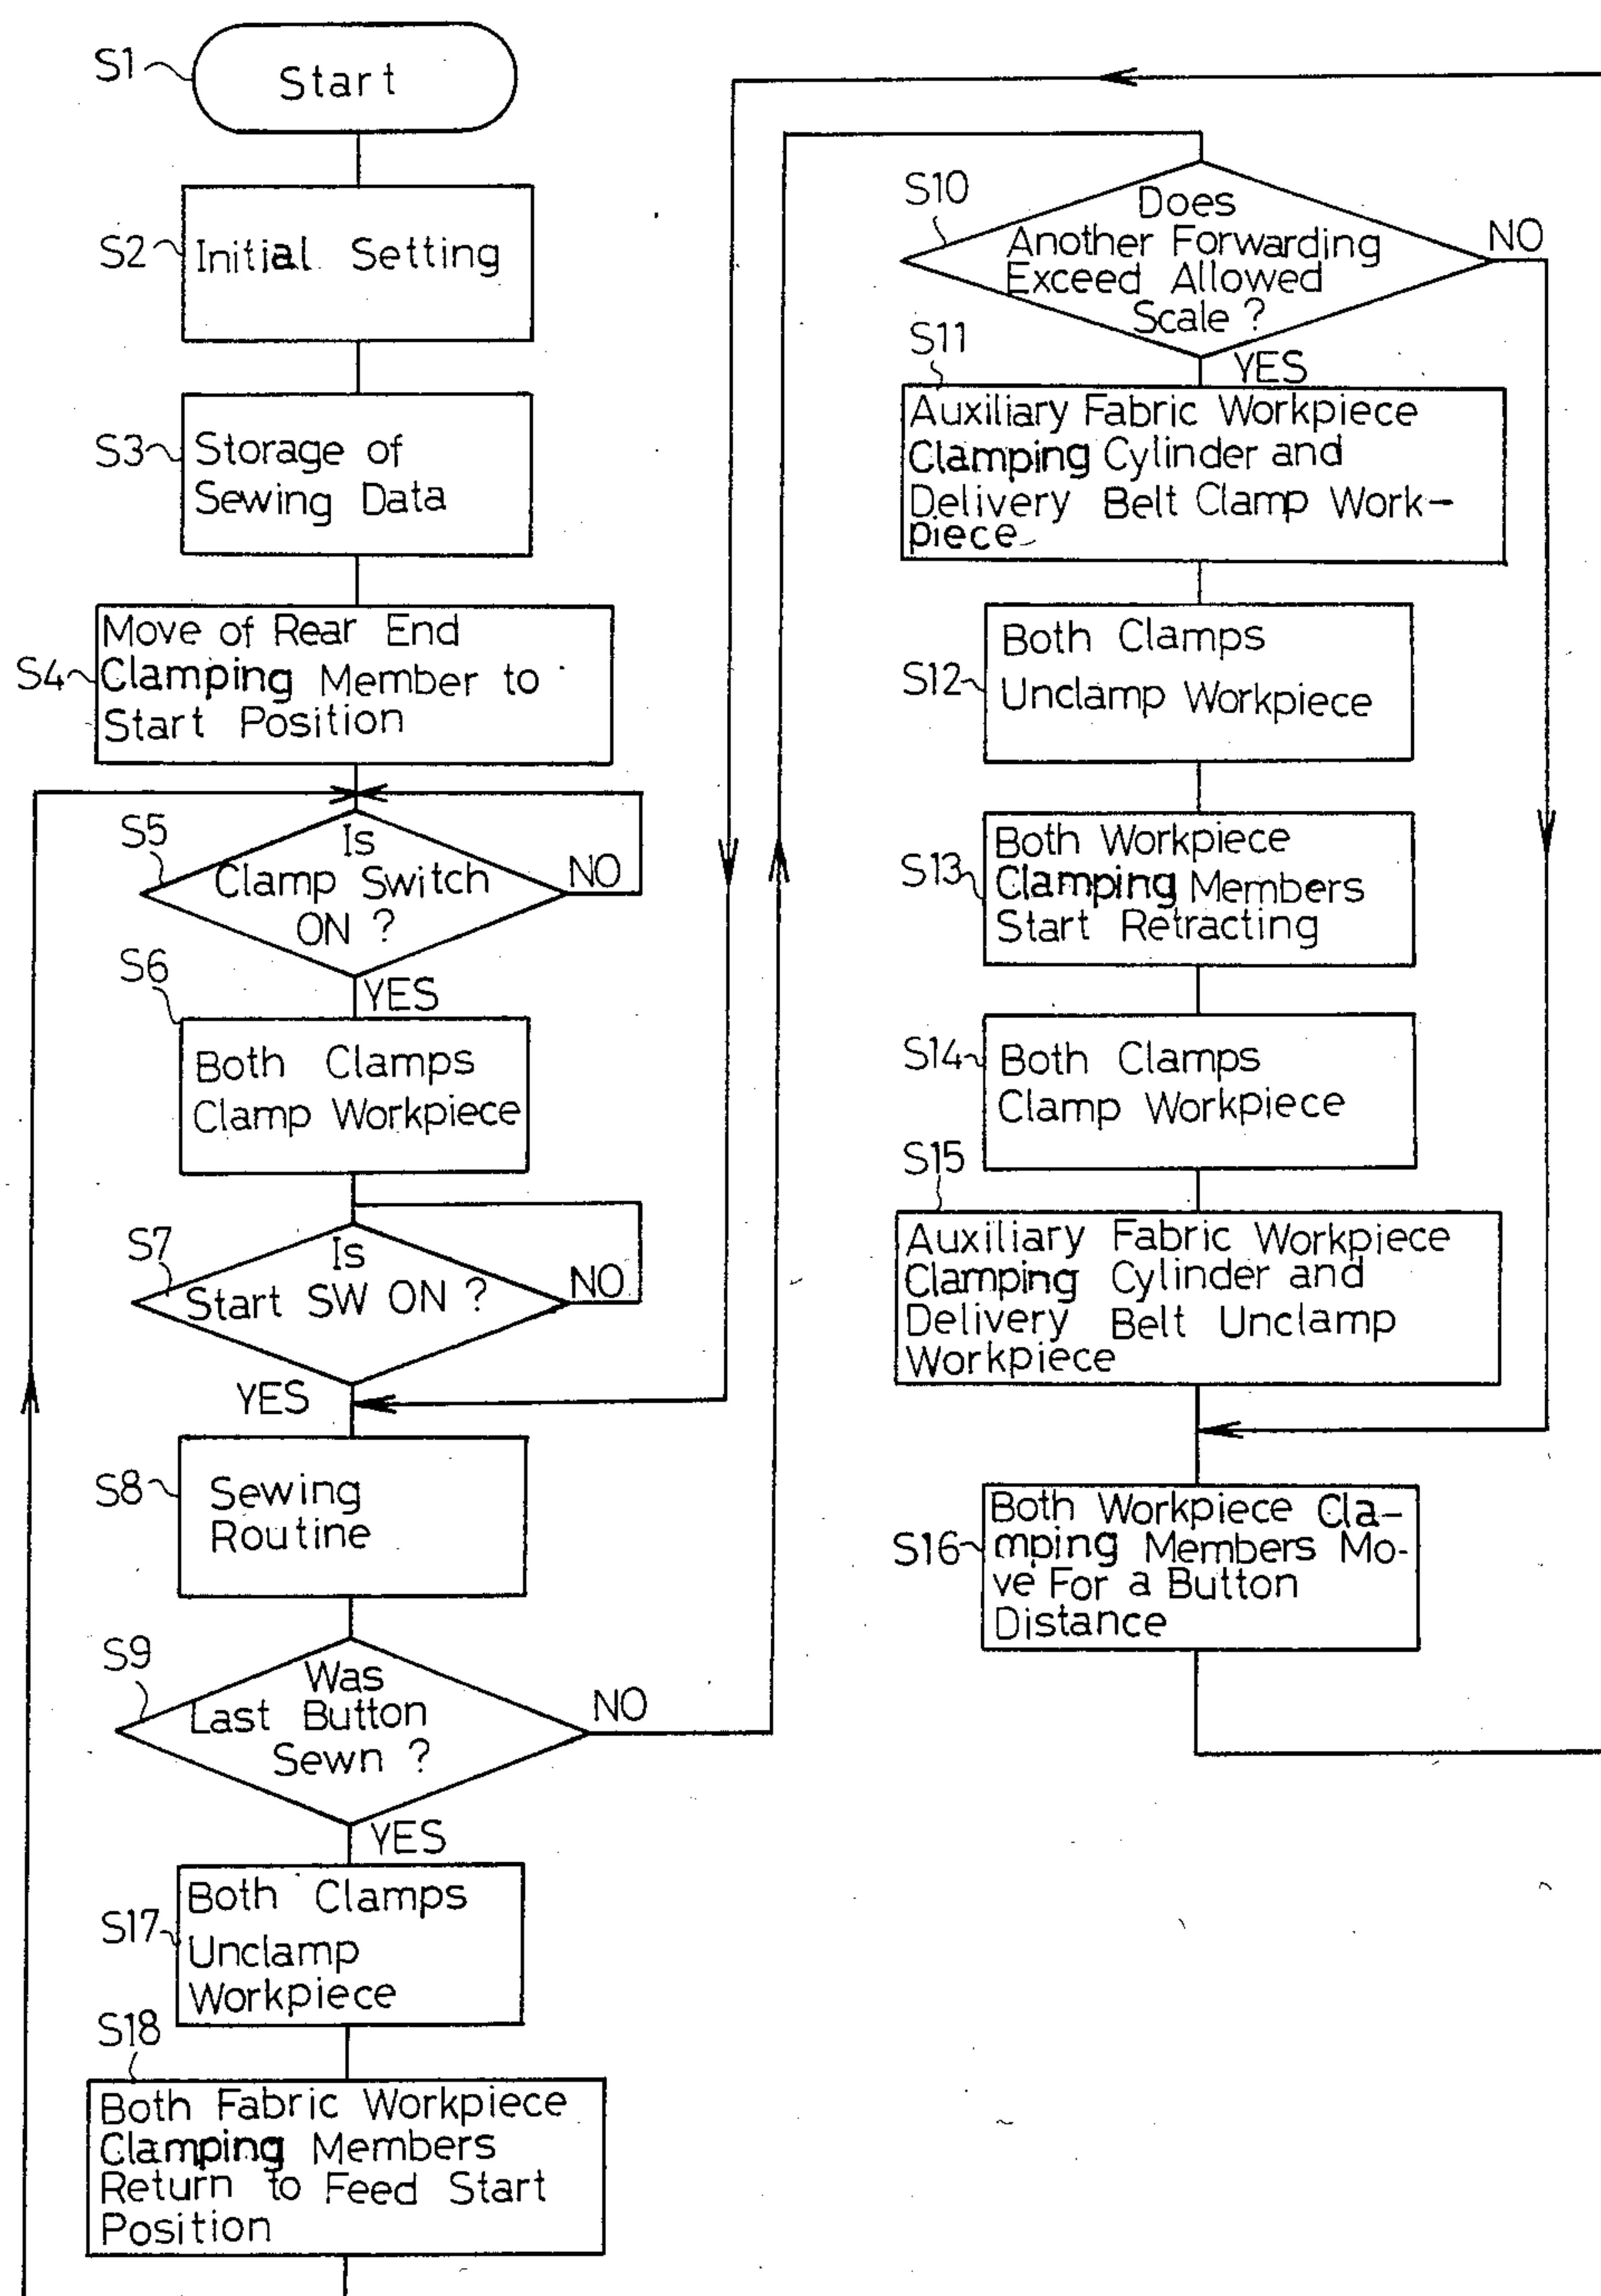 S1
Start
S2
Initial Setting
S3
Storage of
Sewing Data
S4
Move of Rear End
Clamping Member to
Start Position
S5
Is
Clamp Switch
ON ?
NO
YES
S6
Both Clamps
Clamp Workpiece
S7
Is
Start SW ON ?
NO
YES
S8
Sewing
Routine
S9
Was
Last Button
Sewn ?
NO
YES
S17
Both Clamps
Unclamp
Workpiece
S18
Both Fabric Workpiece
Clamping Members
Return to Feed Start
Position
S10
Does
Another Forwarding
Exceed Allowed
Scale ?
NO
YES
S11
Auxiliary Fabric Workpiece
Clamping Cylinder and
Delivery Belt Clamp Work-
piece
S12
Both Clamps
Unclamp Workpiece
S13
Both Workpiece
Clamping Members
Start Retracting
S14
Both Clamps
Clamp Workpiece
S15
Auxiliary Fabric Workpiece
Clamping Cylinder and
Delivery Belt Unclamp
Workpiece
S16
Both Workpiece Cla-
mping Members Mo-
ve For a Button
Distance